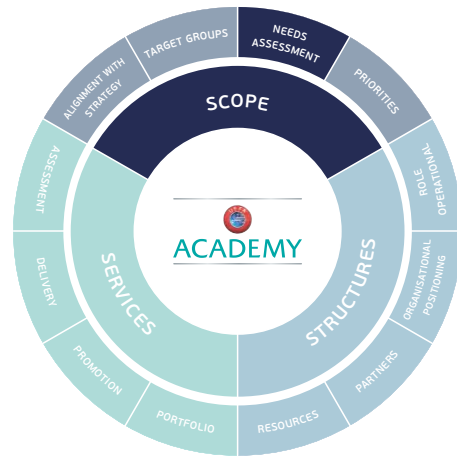 NEEDS
ASSESSMENT
PRIORITIES
ROLE
OPERATIONAL
ORGANISATIONAL
POSITIONING
PARTNERS
RESOURCES
PORTFOLIO
PROMOTION
DELIVERY
ASSESSMENT
ALIGNMENT WITH
STRATEGY
TARGET GROUPS
SCOPE
STRUCTURES
SERVICES
UEFA
ACADEMY